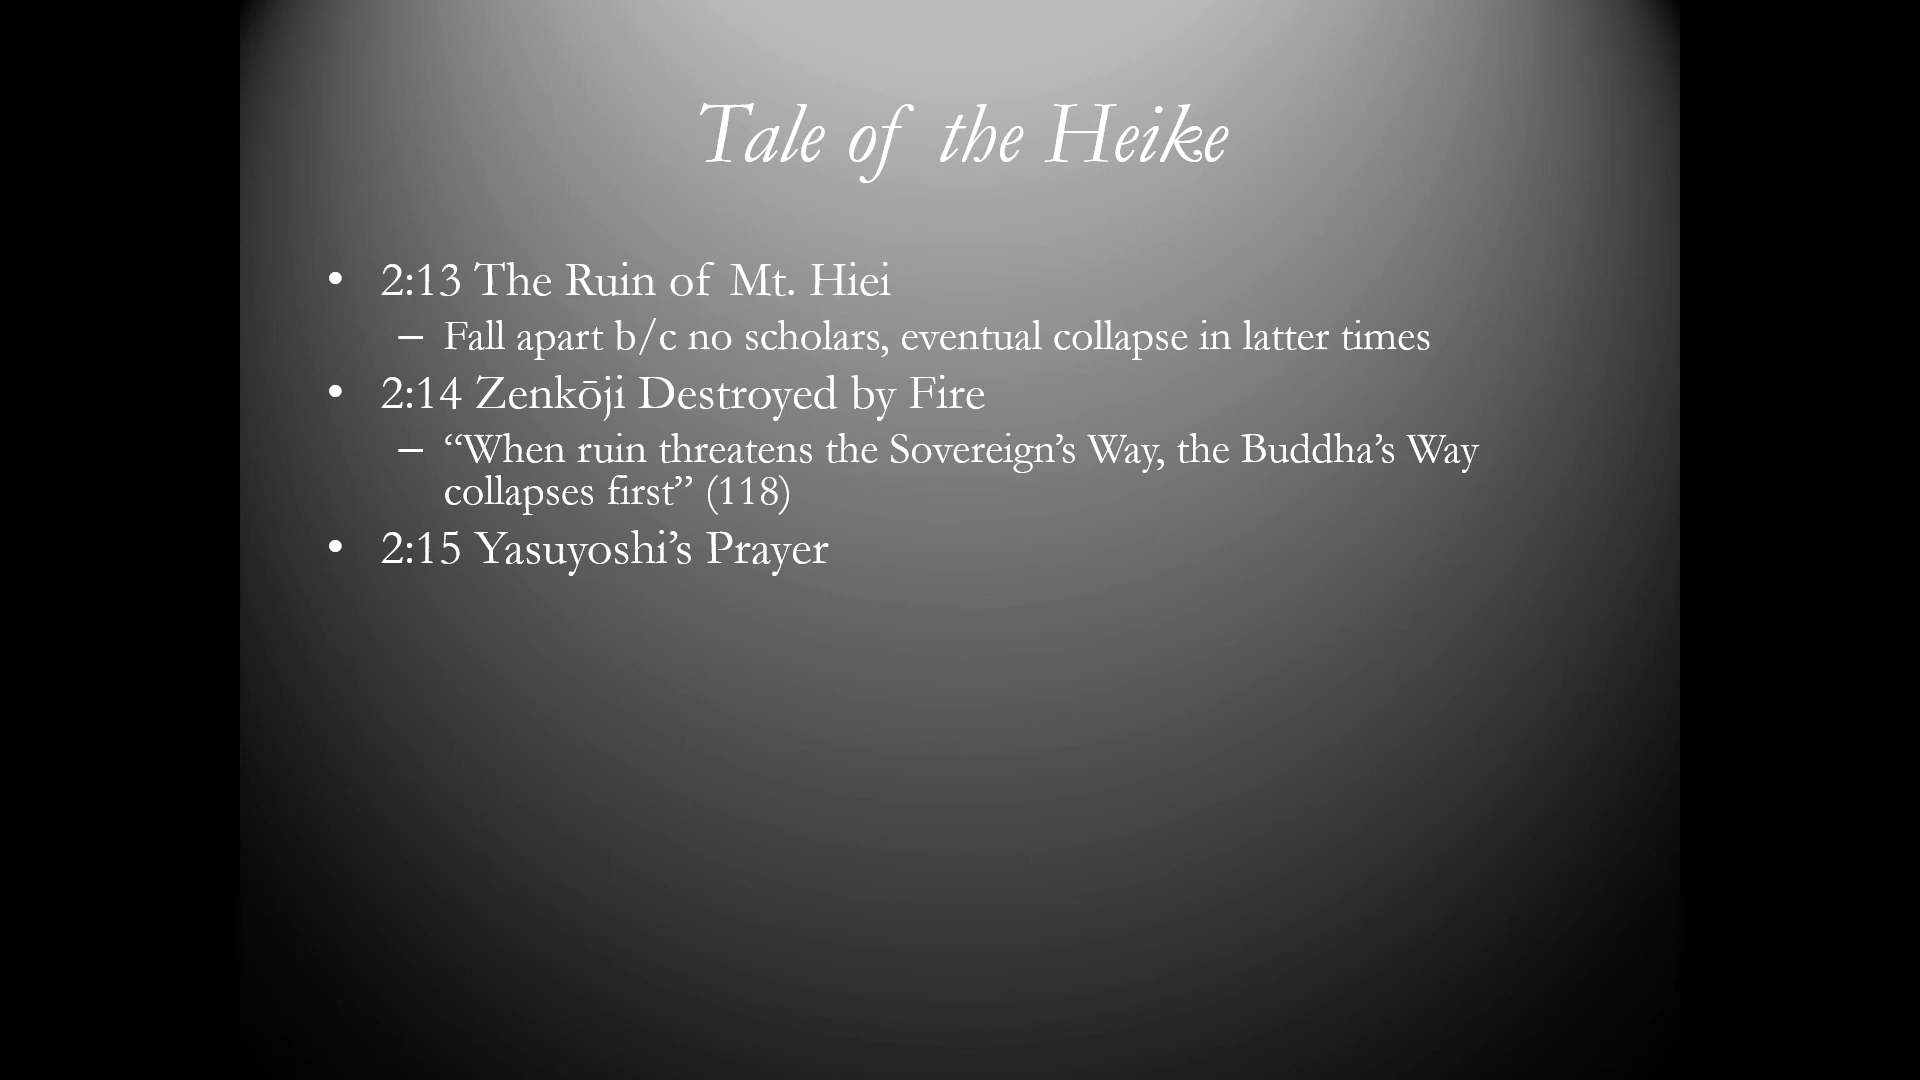 Tale of the Heike
• 2:13 The Ruin of Mt. Hiei
– Fall apart b/c no scholars, eventual collapse in latter times
• 2:14 Zenkōji Destroyed by Fire
– “When ruin threatens the Sovereign’s Way, the Buddha’s Way
collapses first” (118)
• 2:15 Yasuyoshi’s Prayer